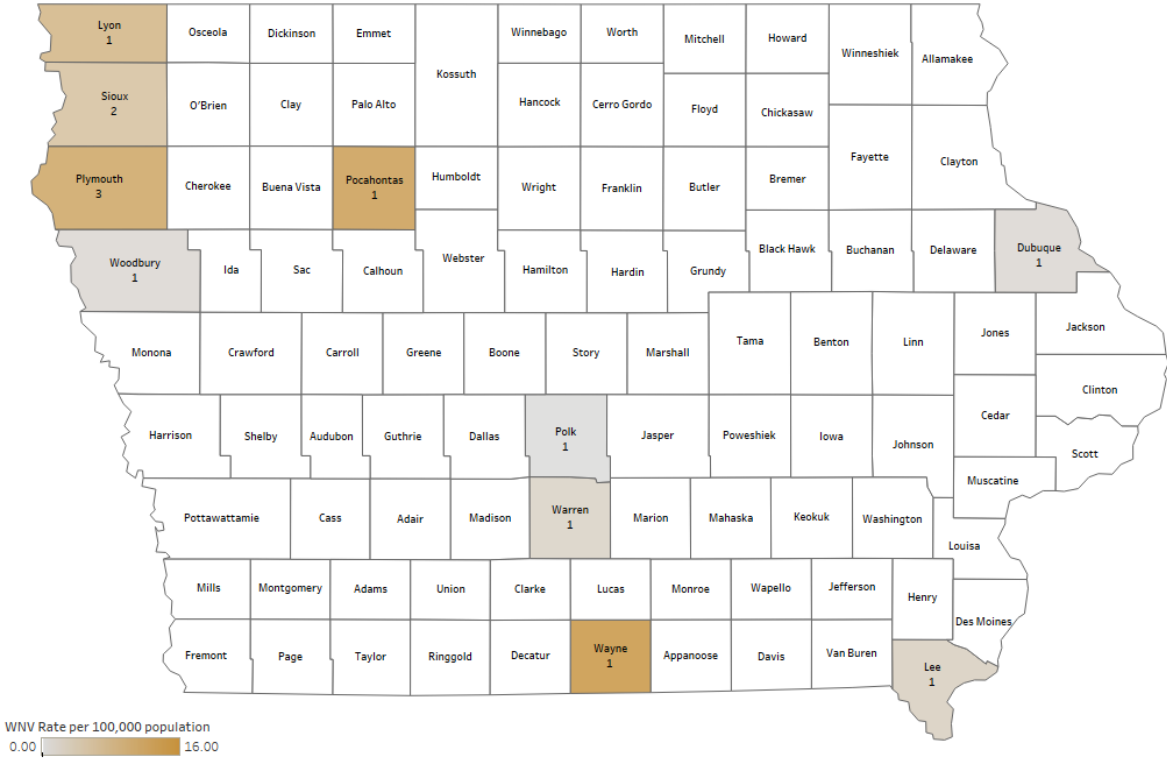 Lyon
1
Osceola
Dickinson
Emmet
Kossuth
Winnebago
Worth
Mitchell
Howard
Winneshiek
Allamakee
Sioux
2
O'Brien
Clay
Palo Alto
Hancock
Cerro Gordo
Floyd
Chickasaw
Fayette
Clayton
Plymouth
3
Cherokee
Buena Vista
Pocahontas
1
Humboldt
Wright
Franklin
Butler
Bremer
Woodbury
1
Ida
Sac
Calhoun
Webster
Hamilton
Hardin
Grundy
Black Hawk
Buchanan
Delaware
Dubuque
1
Monona
Crawford
Carroll
Greene
Boone
Story
Marshall
Tama
Benton
Linn
Jones
Jackson
Clinton
Harrison
Shelby
Audubon
Guthrie
Dallas
Polk
1
Jasper
Poweshiek
Iowa
Johnson
Cedar
Scott
Muscatine
Pottawattamie
Cass
Adair
Madison
Warren
1
Marion
Mahaska
Keokuk
Washington
Louisa
Mills
Montgomery
Adams
Union
Clarke
Lucas
Monroe
Wapello
Jefferson
Henry
Des Moines
Fremont
Page
Taylor
Ringgold
Decatur
Wayne
1
Appanoose
Davis
Van Buren
Lee
1
WNV Rate per 100,000 population
0.00 16.00